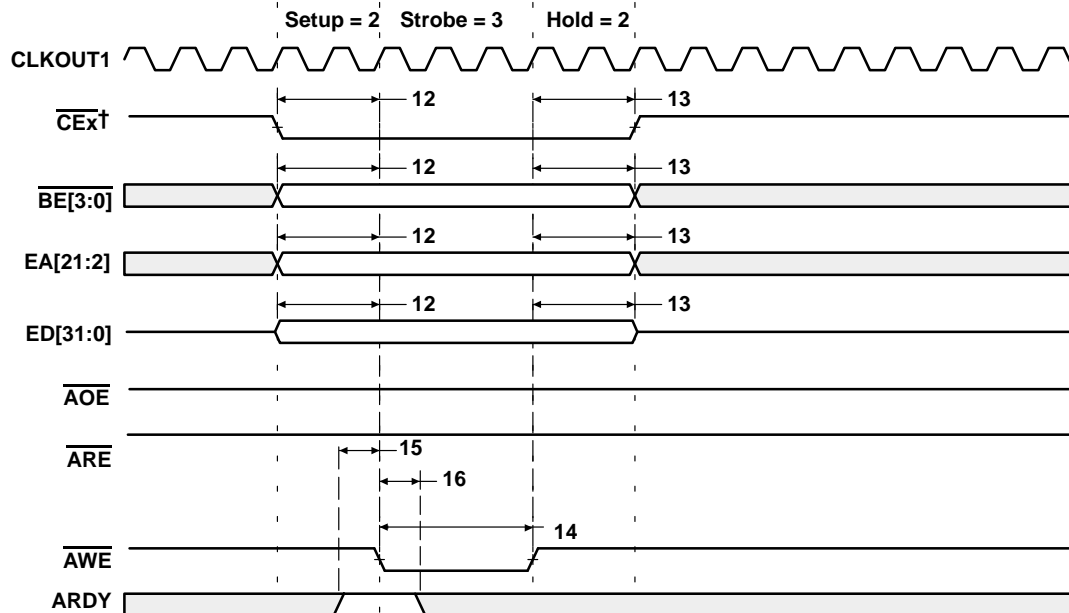 Setup = 2 Strobe = 3 Hold = 2
CLKOUT1
12 13
CEx†
12 13
BE[3:0]
12 13
EA[21:2]
12 13
ED[31:0]
AOE
ARE
15
16
14
AWE
ARDY